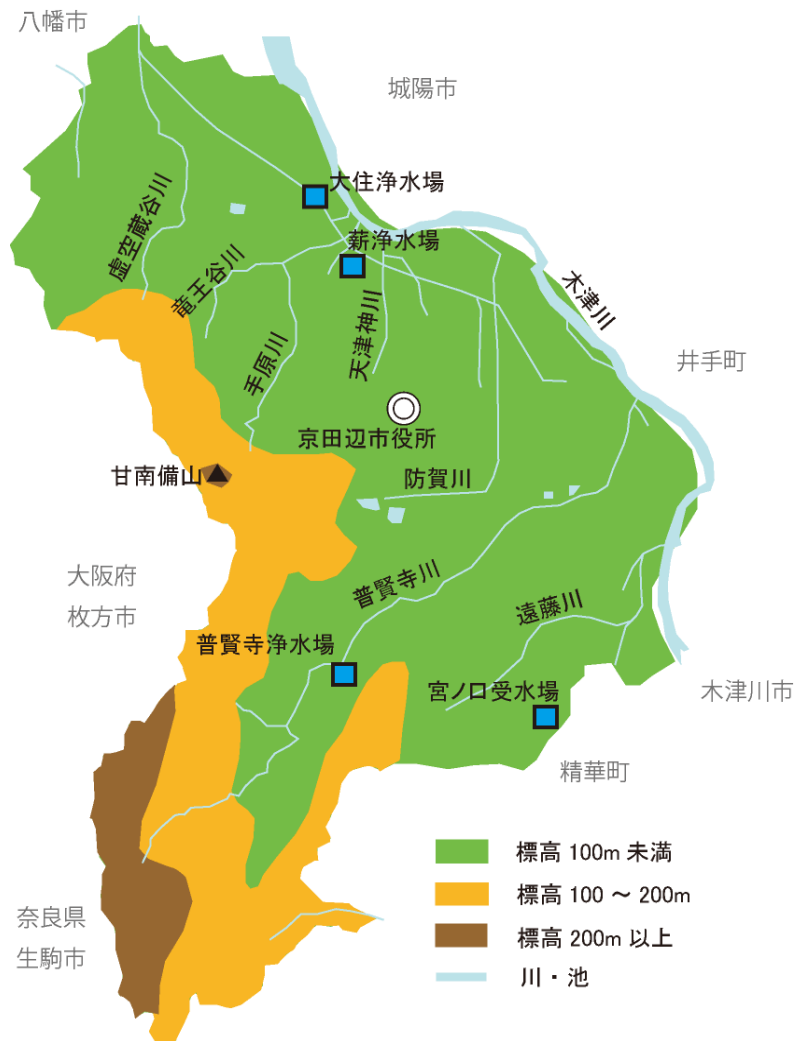 八幡市
城陽市
大住浄水場
虚空蔵谷川
薪浄水場
竜王谷川
木津川
天津神川
手原川
井手町
京田辺市役所
甘南備山
防賀川
大阪府
枚方市
普賢寺川
遠藤川
普賢寺浄水場
宮ノ口受水場
木津川市
精華町
標高 100m 未満
標高 100 ～ 200m
奈良県
生駒市
標高 200m 以上
川・池